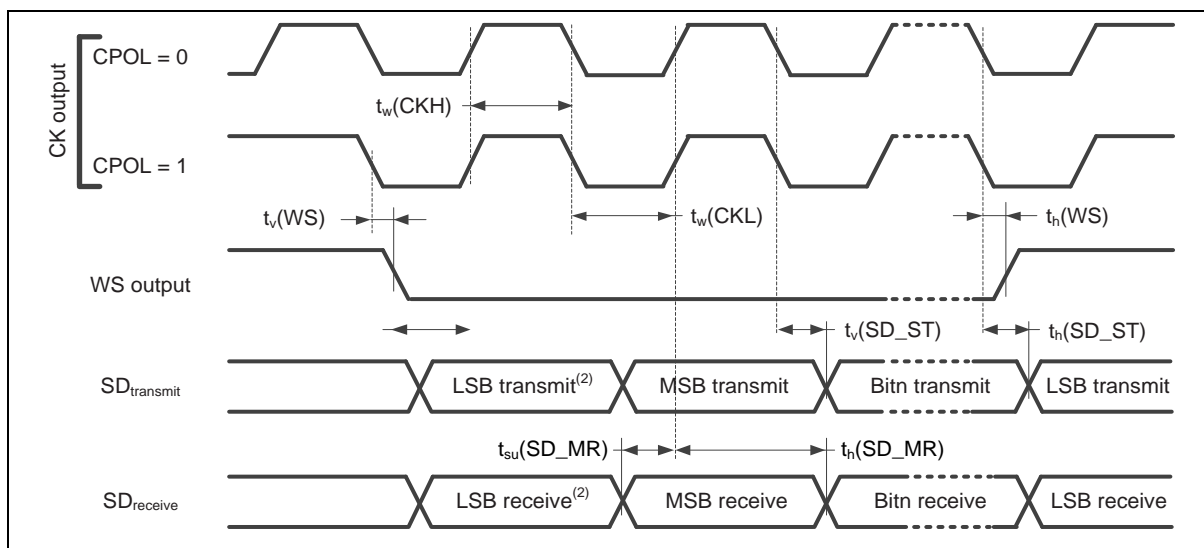 CK output
CPOL = 0
tw(CKH)
CPOL = 1
tv(WS)
tw(CKL)
th(WS)
WS output
tv(SD_ST)
th(SD_ST)
SDtransmit
LSB transmit(2)
MSB transmit
Bitn transmit
LSB transmit
tsu(SD_MR)
th(SD_MR)
SDreceive
LSB receive(2)
MSB receive
Bitn receive
LSB receive